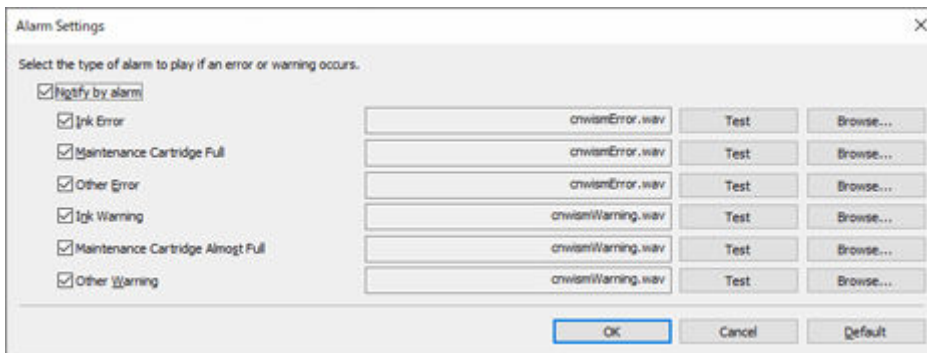 Alarm Settings
Select the type of alarm to play if an error or warning occurs.
Notify by alarm
Ink Error cnwismError.wav Test Browse...
Maintenance Cartridge Full cnwismError.wav Test Browse...
Other Error cnwismError.wav Test Browse...
Ink Warning cnwismWarning.wav Test Browse...
Maintenance Cartridge Almost Full cnwismWarning.wav Test Browse...
Other Warning cnwismWarning.wav Test Browse...
OK Cancel Default